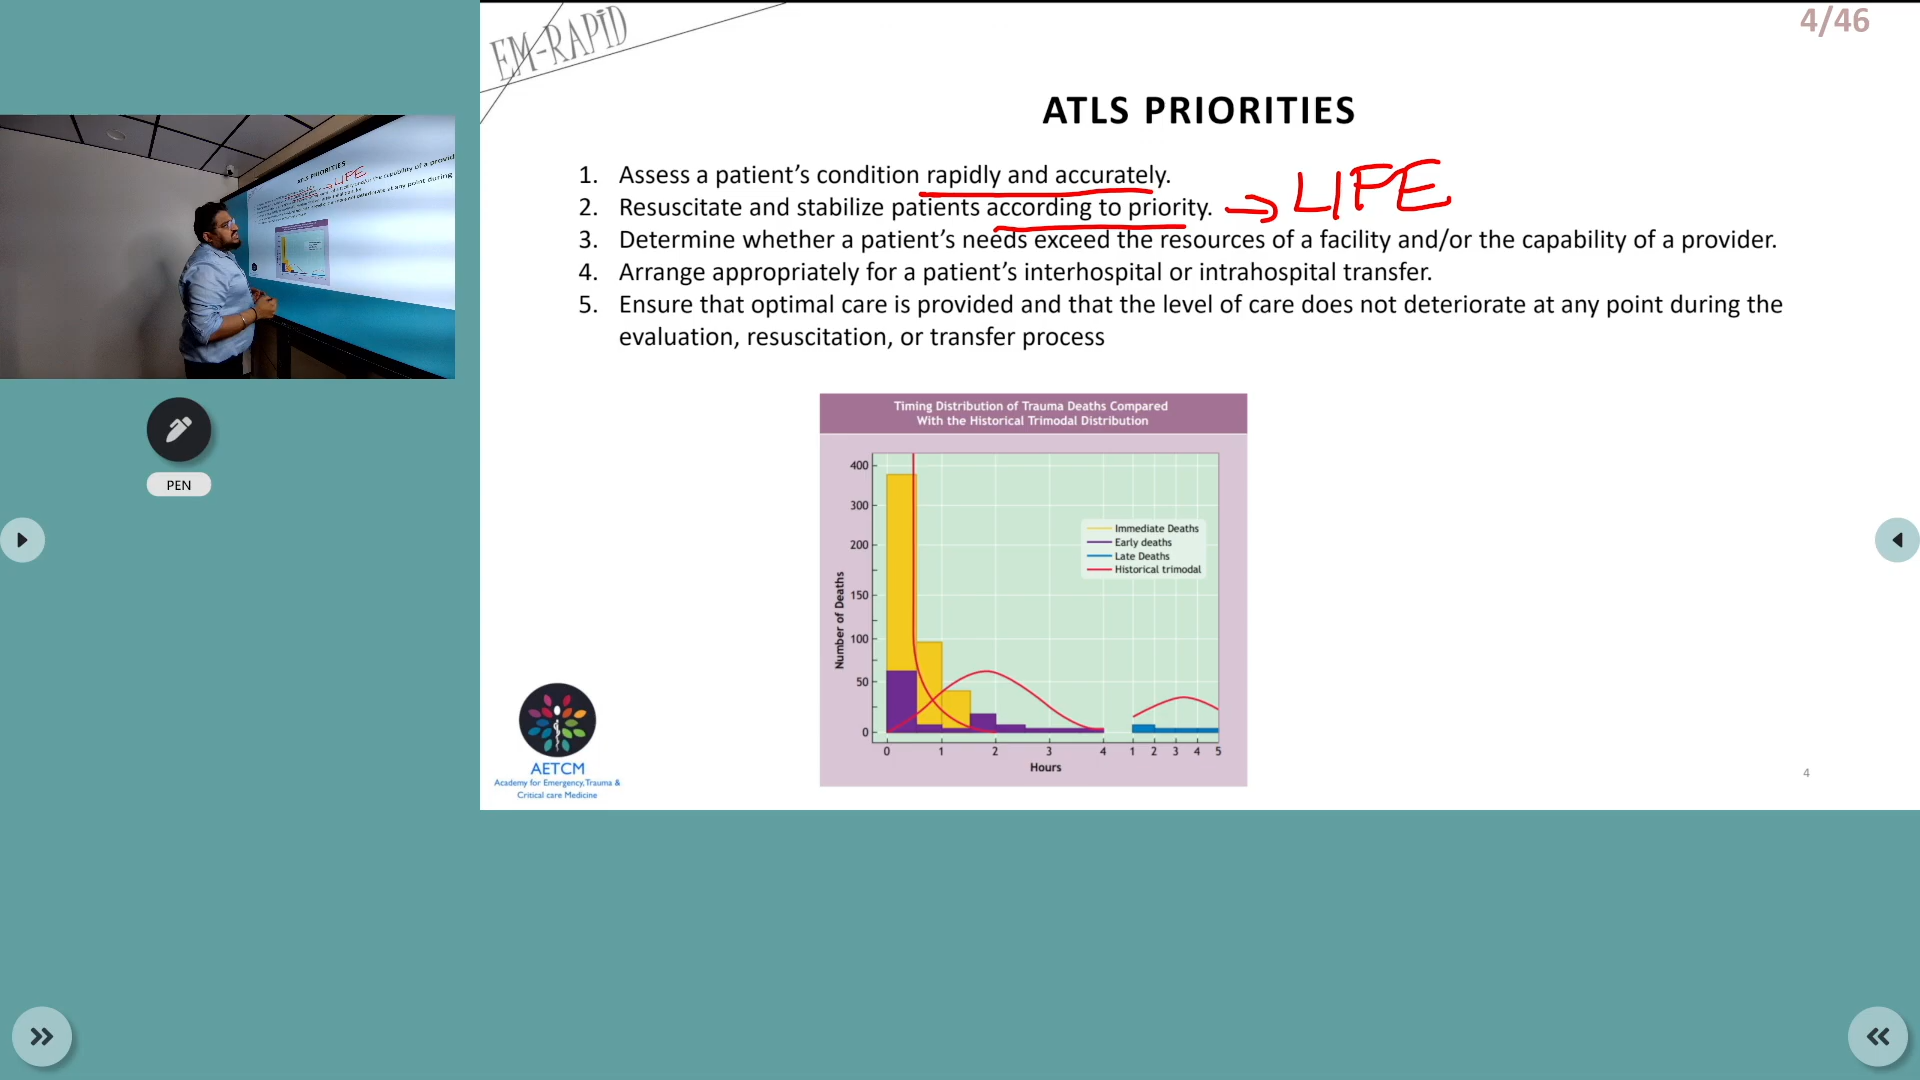 4/46
EM-RAPID
ATLS PRIORITIES
1. Assess a patient's condition rapidly and accurately.
2. Resuscitate and stabilize patients according to priority. → LIFE
3. Determine whether a patient's needs exceed the resources of a facility and/or the capability of a provider.
4. Arrange appropriately for a patient's interhospital or intrahospital transfer.
5. Ensure that optimal care is provided and that the level of care does not deteriorate at any point during the
evaluation, resuscitation, or transfer process
PEN
Timing Distribution of Trauma Deaths Compared
With the Historical Trimodal Distribution
Number of Deaths
400
300
200
150
100
50
0
Immediate Deaths
Early deaths
Late Deaths
Historical trimodal
0 1 2 3 4 1 2 3 4 5
Hours
AETCM
Academy for Emergency,Trauma &
Critical care Medicine
4